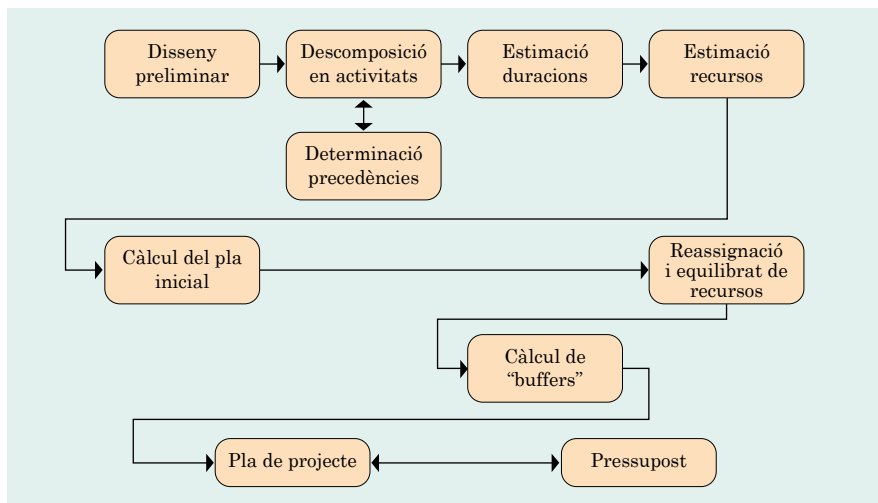 Disseny
preliminar
Descomposició
en activitats
Estimació
duracions
Estimació
recursos
Determinació
precedències
Càlcul del pla
inicial
Reassignació
i equilibrat de
recursos
Càlcul de
“buffers”
Pla de projecte
Pressupost